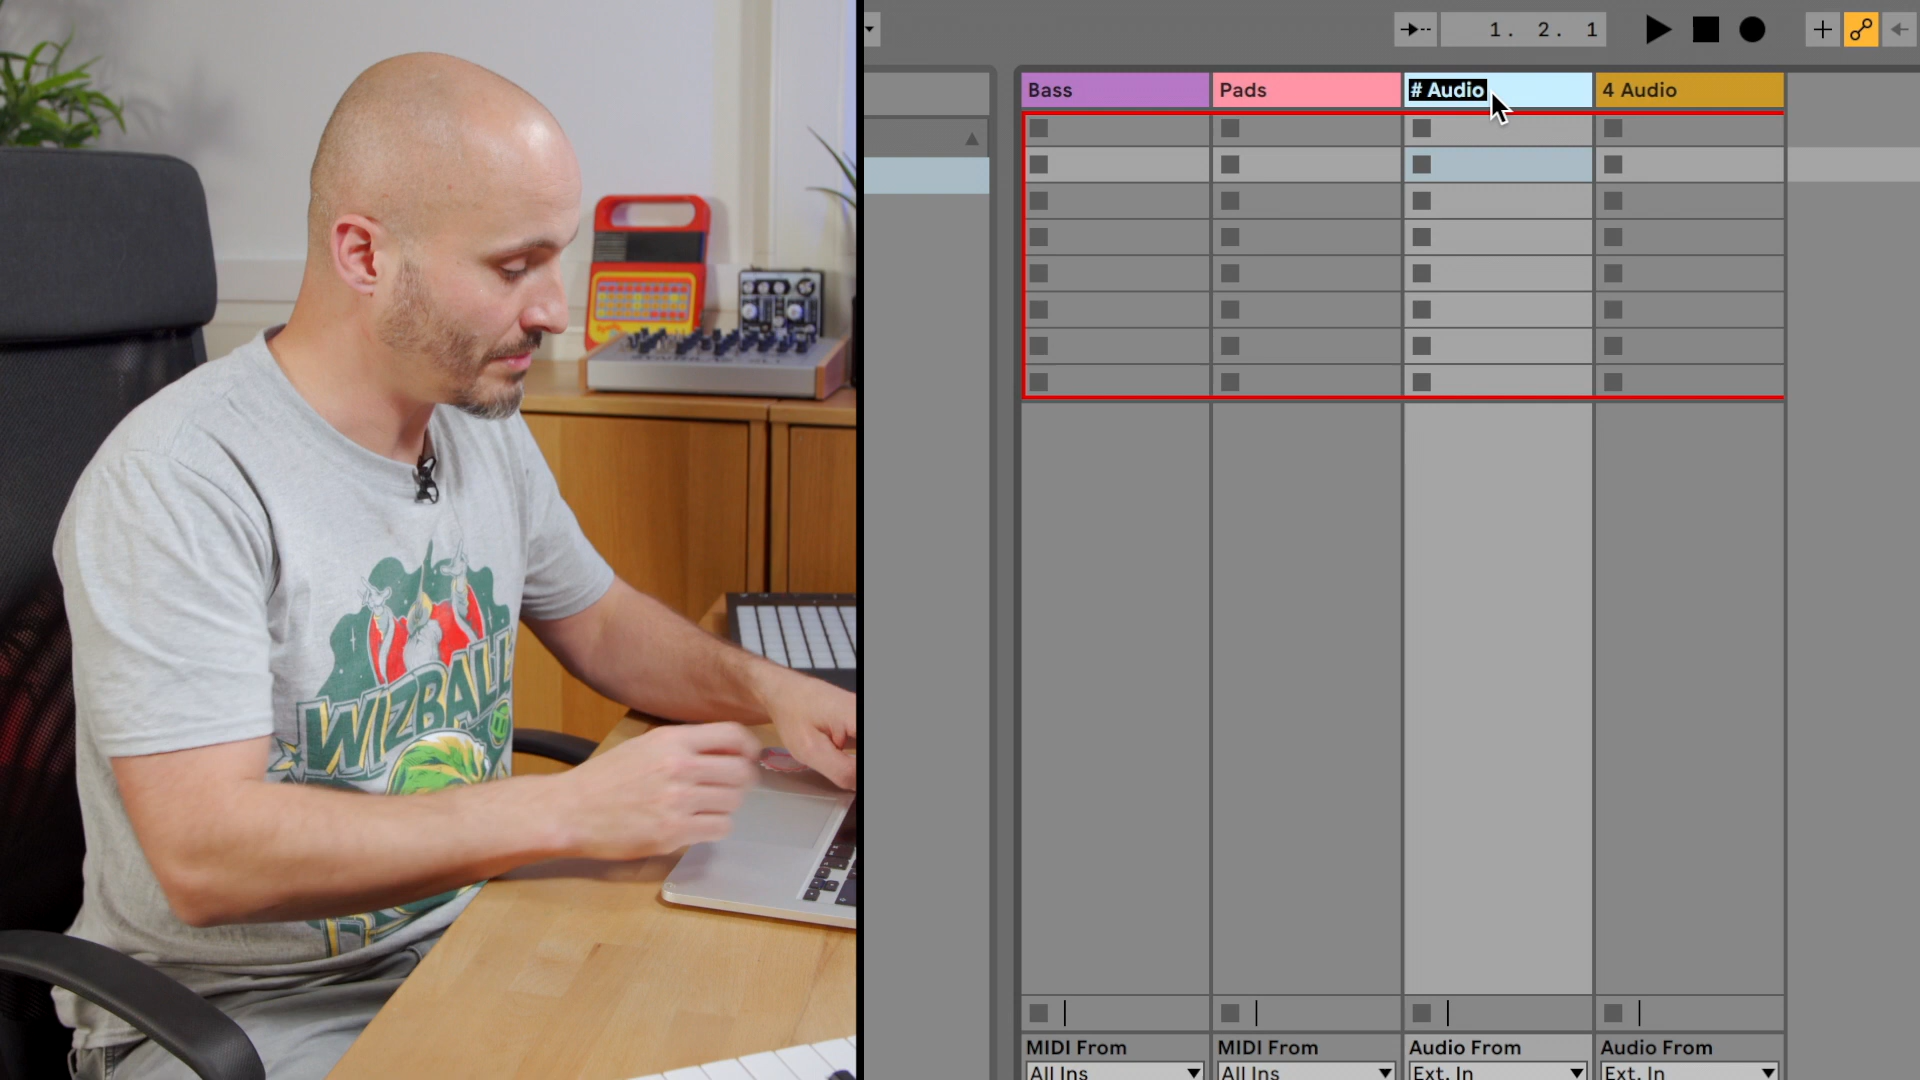 1. 2. 1
Bass
Pads
# Audio
4 Audio
WIZBALL
MIDI From
MIDI From
Audio From
Audio From
All Ins
All Ins
Ext. In
Ext. In